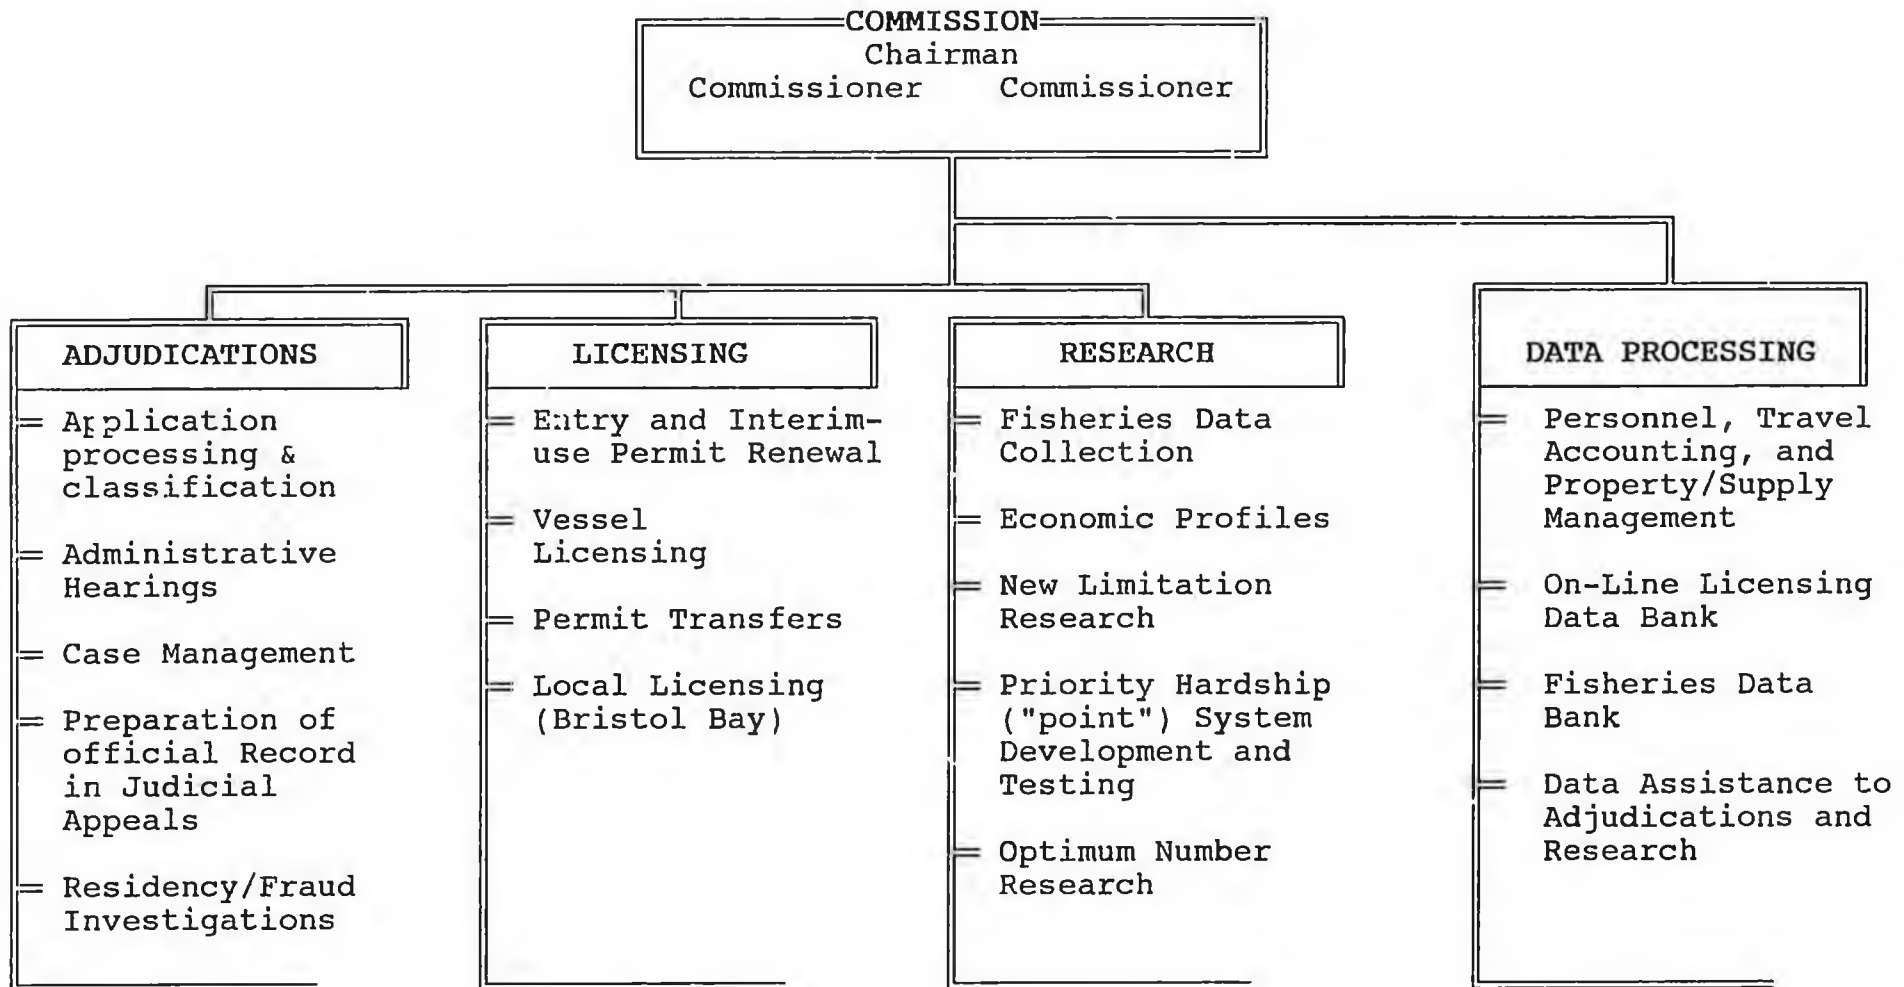 COMMISSION
Chairman
Commissioner Commissioner
ADJUDICATIONS
Application
processing &
classification
Administrative
Hearings
Case Management
Preparation of
official Record
in Judicial
Appeals
Residency/Fraud
Investigations
LICENSING
Entry and Interim-
use Permit Renewal
Vessel
Licensing
Permit Transfers
Local Licensing
(Bristol Bay)
RESEARCH
Fisheries Data
Collection
Economic Profiles
New Limitation
Research
Priority Hardship
("point") System
Development and
Testing
Optimum Number
Research
DATA PROCESSING
Personnel, Travel
Accounting, and
Property/Supply
Management
On-Line Licensing
Data Bank
Fisheries Data
Bank
Data Assistance to
Adjudications and
Research